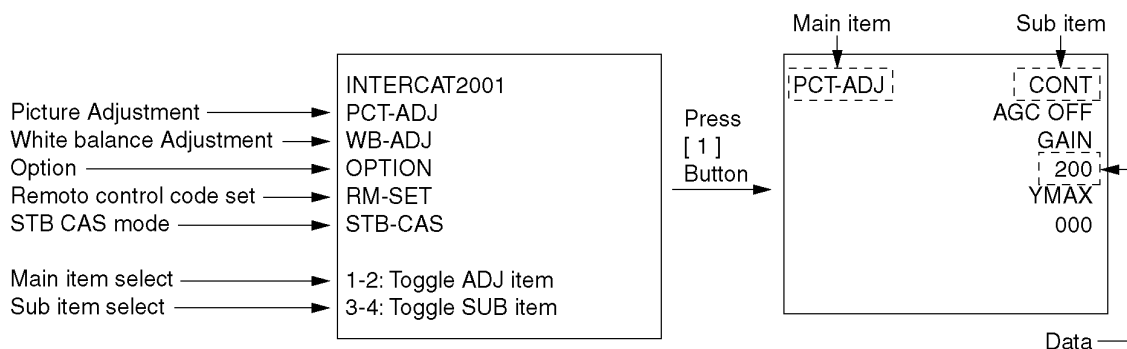 Main item
Sub item
INTERCAT2001
Picture Adjustment
PCT-ADJ
White balance Adjustment
WB-ADJ
Option
OPTION
Remoto control code set
RM-SET
STB CAS mode
STB-CAS
Main item select
1-2: Toggle ADJ item
Sub item select
3-4: Toggle SUB item
Press
[ 1 ]
Button
PCT-ADJ
CONT
AGC OFF
GAIN
200
YMAX
000
Data